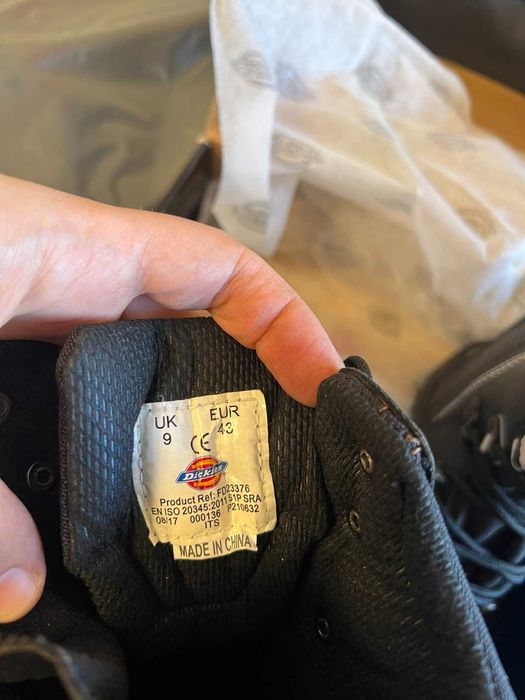 UK EUR
9 43
CE
Dickies
Product Ref: FD23376
EN ISO 20345:2011 S1P SRA
08/17 000136 P210632
ITS
MADE IN CHINA